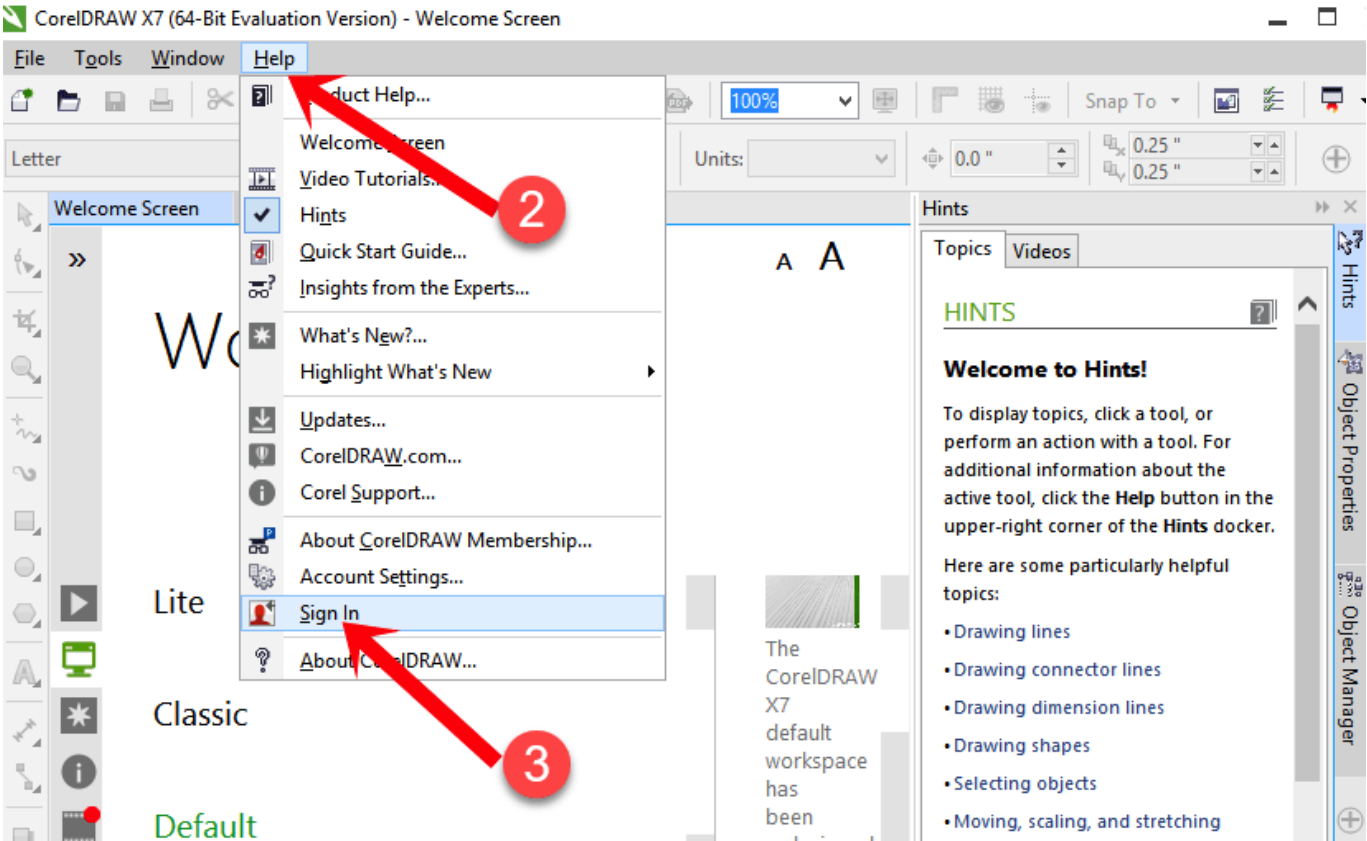 CorelDRAW X7 (64-Bit Evaluation Version) - Welcome Screen
File Tools Window Help
100% Snap To
Letter Units: 0.0 " 0.25 "
0.25 "
duct Help...
Welcome Screen
Video Tutorials...
Hints
Quick Start Guide...
Insights from the Experts...
What's New?...
Highlight What's New
Updates...
CorelDRAW.com...
Corel Support...
About CorelDRAW Membership...
Account Settings...
Sign In
About CorelDRAW...
2
3
Welcome Screen
A A
Lite
Classic
Default
The
CorelDRAW
X7
default
workspace
has
been
Hints
Topics Videos
HINTS
Welcome to Hints!
To display topics, click a tool, or
perform an action with a tool. For
additional information about the
active tool, click the Help button in the
upper-right corner of the Hints docker.
Here are some particularly helpful
topics:
• Drawing lines
• Drawing connector lines
• Drawing dimension lines
• Drawing shapes
• Selecting objects
• Moving, scaling, and stretching
Hints
Object Properties
Object Manager